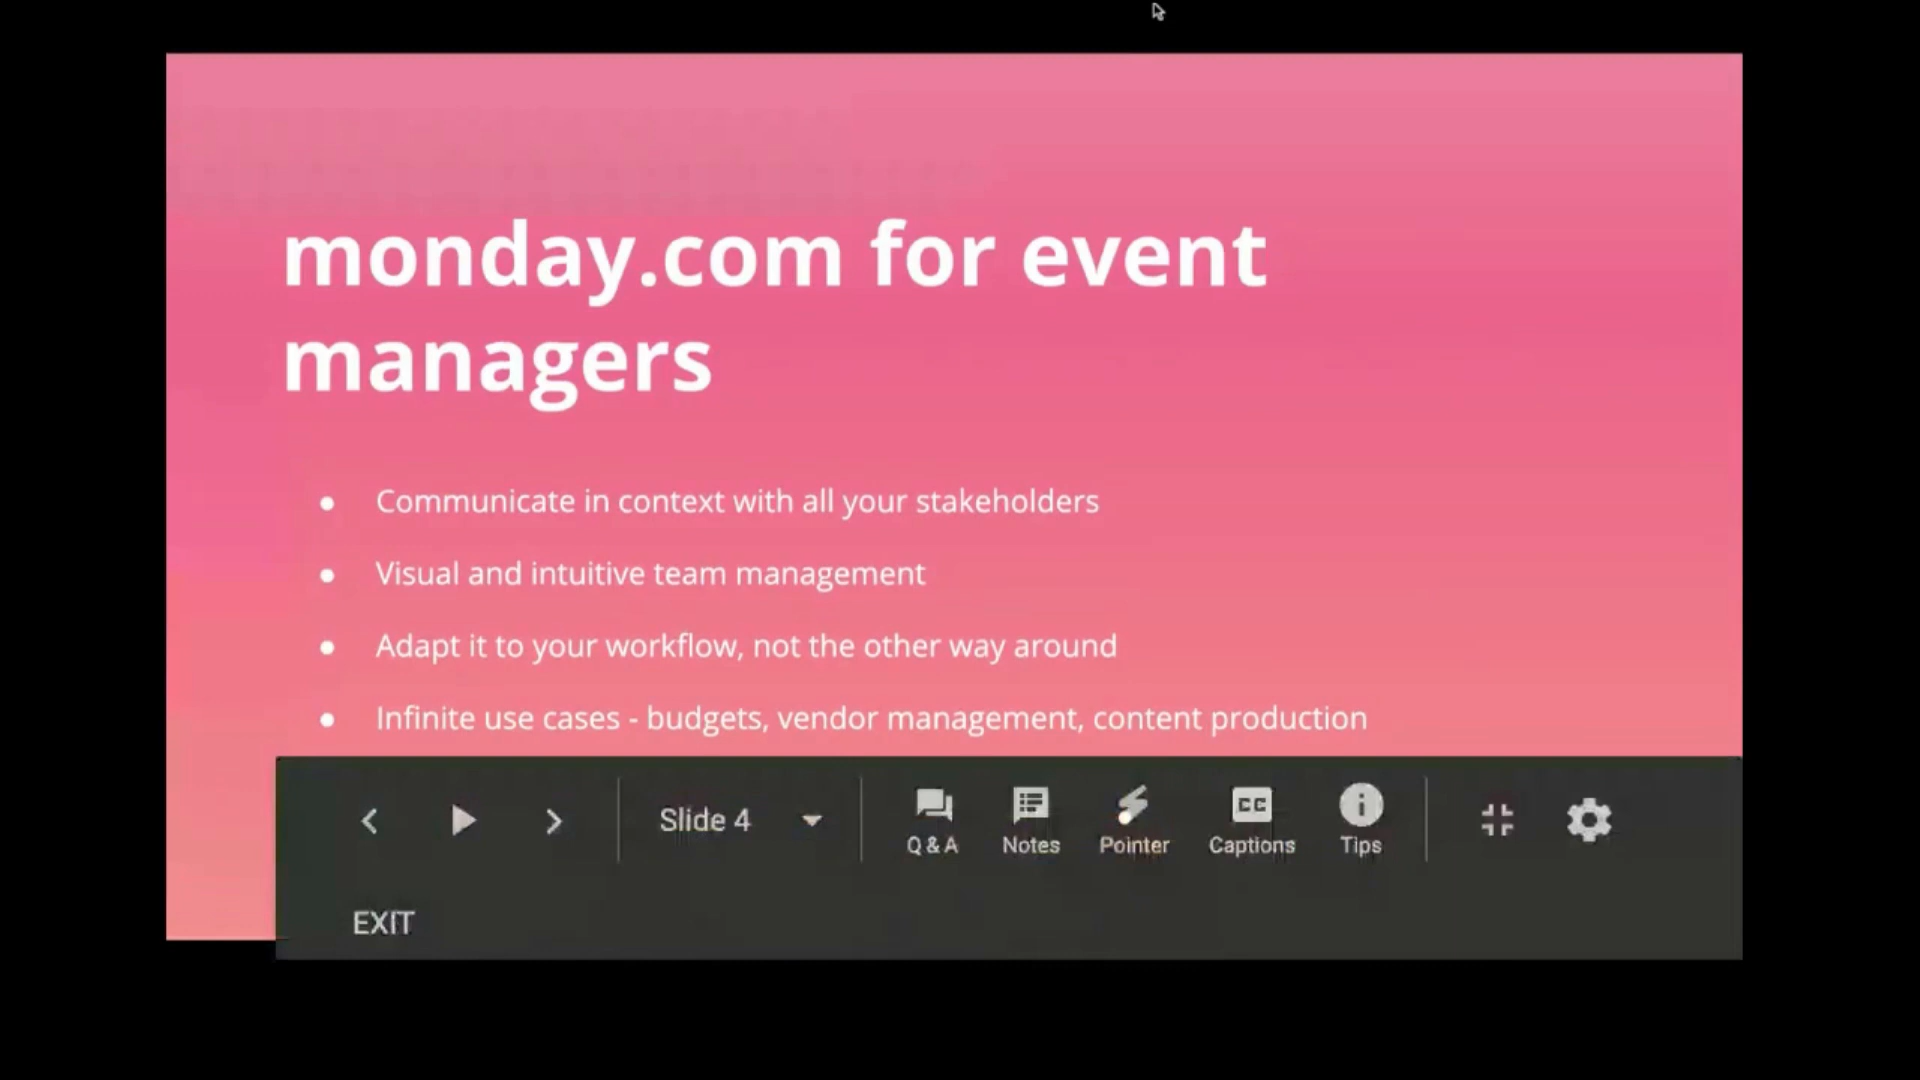 monday.com for event
managers
● Communicate in context with all your stakeholders
● Visual and intuitive team management
● Adapt it to your workflow, not the other way around
● Infinite use cases - budgets, vendor management, content production
Slide 4
Q & A
Notes
Pointer
CC
Captions
Tips
EXIT